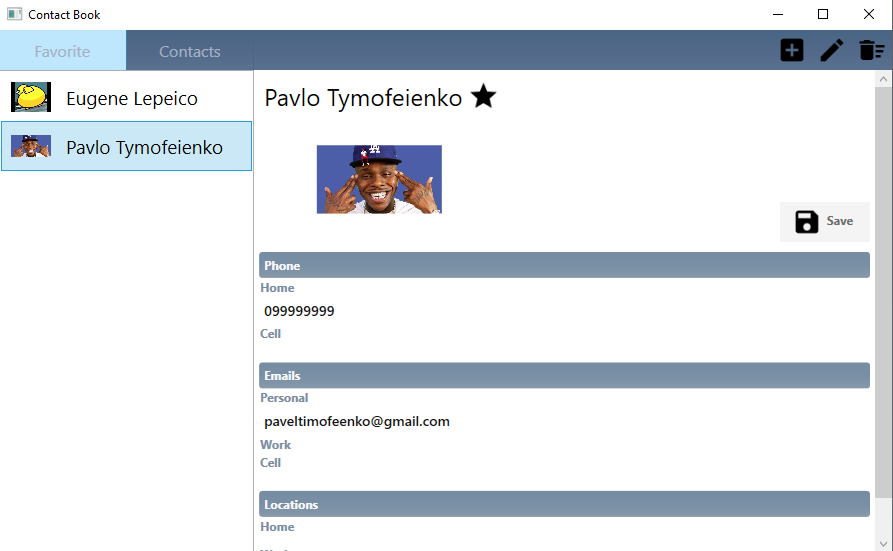 Contact Book
Favorite
Contacts
Eugene Lepeico
Pavlo Tymofeienko
Pavlo Tymofeienko
LA
Save
Phone
Home
099999999
Cell
Emails
Personal
paveltimofeenko@gmail.com
Work
Cell
Locations
Home